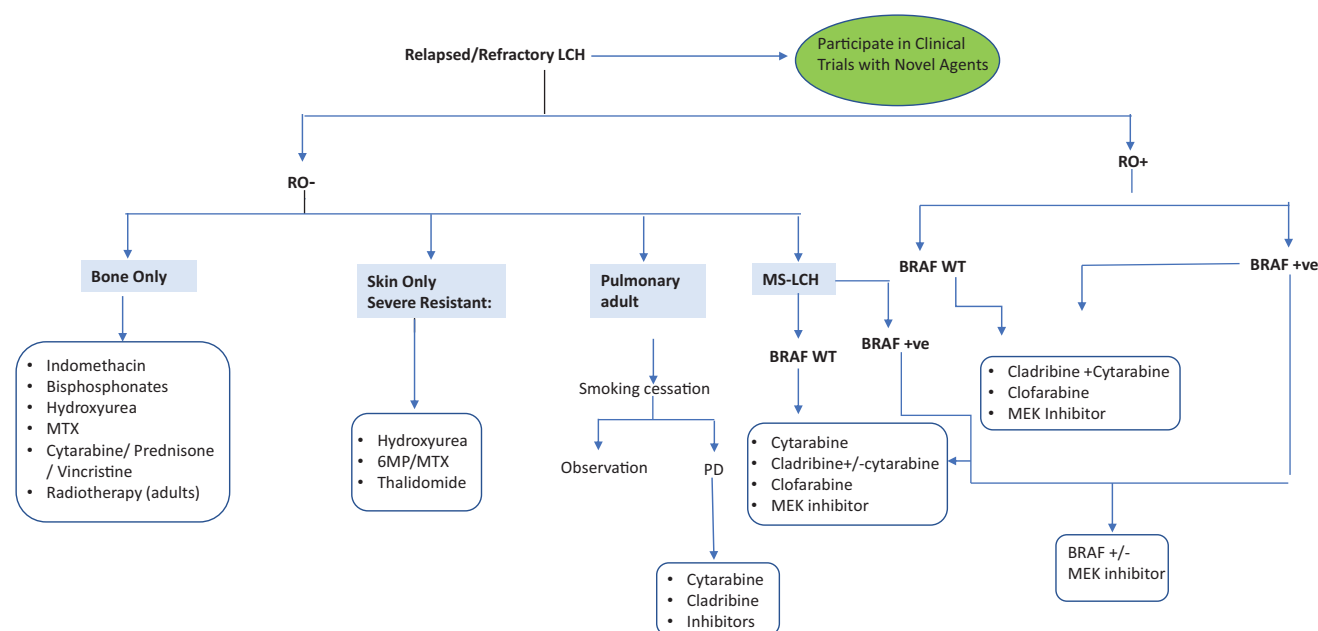 Relapsed/Refractory LCH
Participate in Clinical
Trials with Novel Agents
RO-
RO+
Bone Only
Skin Only
Severe Resistant:
Pulmonary
adult
MS-LCH
BRAF WT
BRAF +ve
BRAF WT
BRAF +ve
• Indomethacin
• Bisphosphonates
• Hydroxyurea
• MTX
• Cytarabine/ Prednisone
/ Vincristine
• Radiotherapy (adults)
• Hydroxyurea
• 6MP/MTX
• Thalidomide
Smoking cessation
Observation
PD
• Cytarabine
• Cladribine
• Inhibitors
• Cytarabine
• Cladribine+/-cytarabine
• Clofarabine
• MEK inhibitor
• Cladribine +Cytarabine
• Clofarabine
• MEK Inhibitor
BRAF +/-
MEK inhibitor